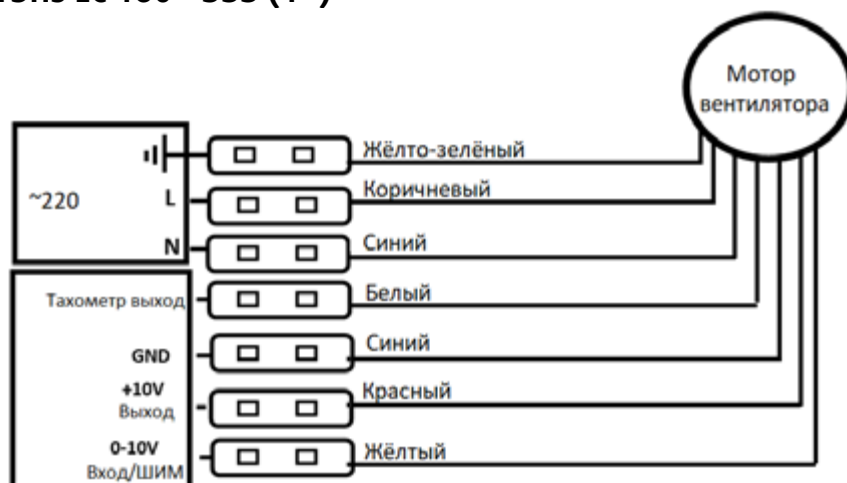 Мотор
вентилятора
Жёлто-зелёный
~220
L
Коричневый
N
Синий
Тахометр выход
Белый
GND
Синий
+10V
Выход
Красный
0-10V
Вход/ШИМ
Жёлтый